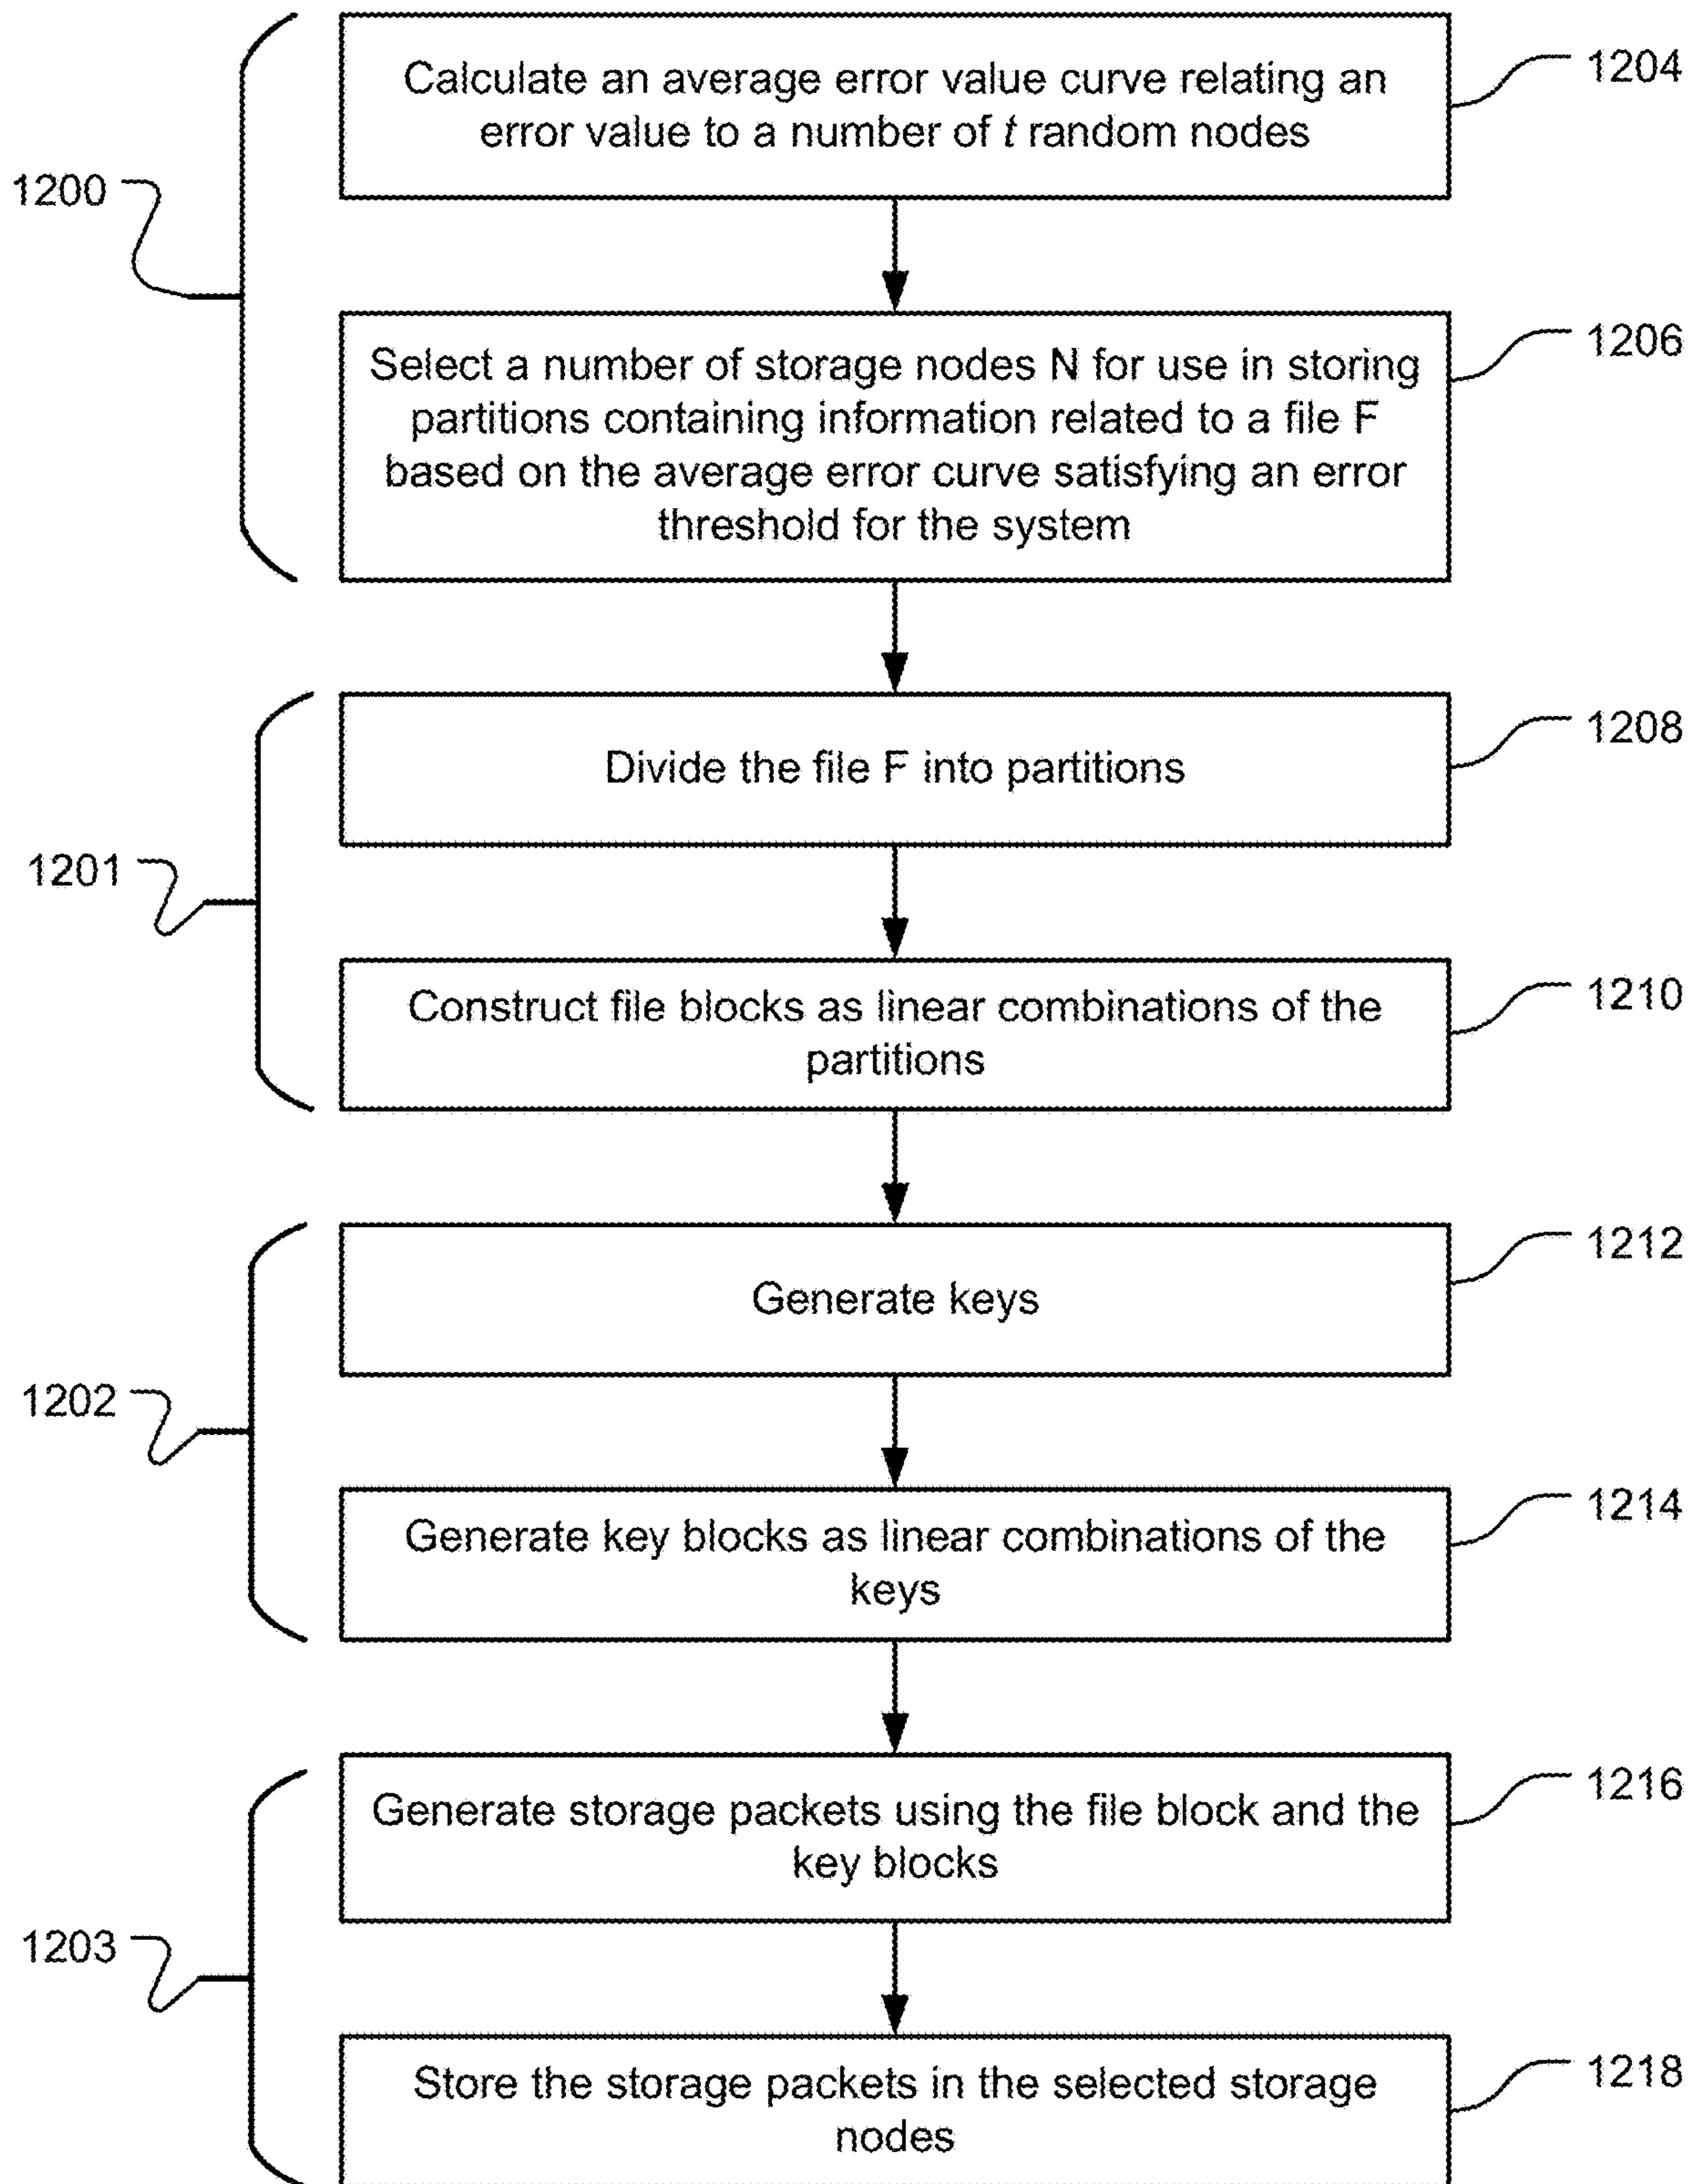 Calculate an average error value curve relating an
error value to a number of t random nodes
1204
1200
Select a number of storage nodes N for use in storing
partitions containing information related to a file F
based on the average error curve satisfying an error
threshold for the system
1206
Divide the file F into partitions
1208
1201
Construct file blocks as linear combinations of the
partitions
1210
Generate keys
1212
1202
Generate key blocks as linear combinations of the
keys
1214
Generate storage packets using the file block and the
key blocks
1216
1203
Store the storage packets in the selected storage
nodes
1218